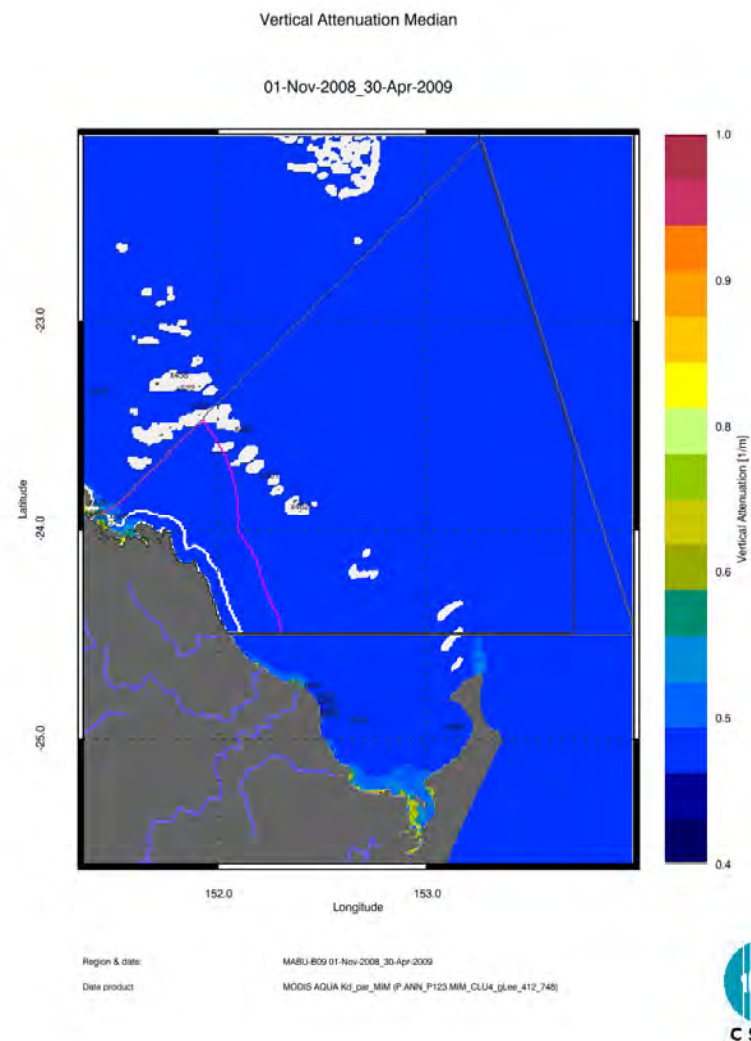 Vertical Attenuation Median
01-Nov-2008_30-Apr-2009
1.0
0.9
0.8
0.6
0.5
0.4
Vertical Attenuation [1/m]
-23.0
-24.0
-25.0
Latitude
152.0
153.0
Longitude
Region & date:
MABU-B09 01-Nov-2008_30-Apr-2009
Data product
MODIS AQUA Kd_par_MIM (P.ANN_P123.MIM_CLU4_gLee_412_748)
C S